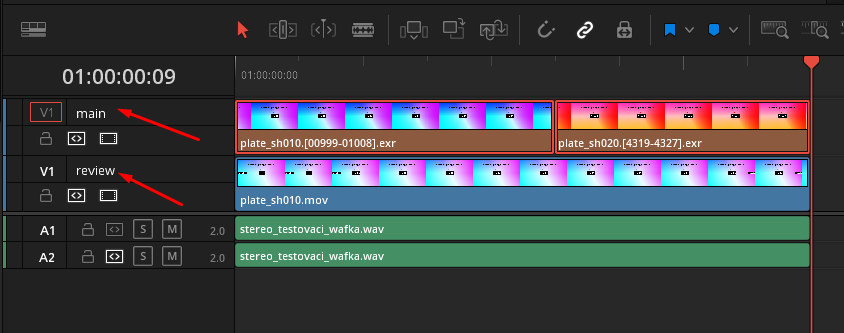 01:00:00:09
01:00:00:00
V1 main
plate_sh010.[00999-01008].exr
plate_sh020.[4319-4327].exr
V1 review
plate_sh010.mov
A1 S M 2.0
stereo_testovaci_wafka.wav
A2 S M 2.0
stereo_testovaci_wafka.wav